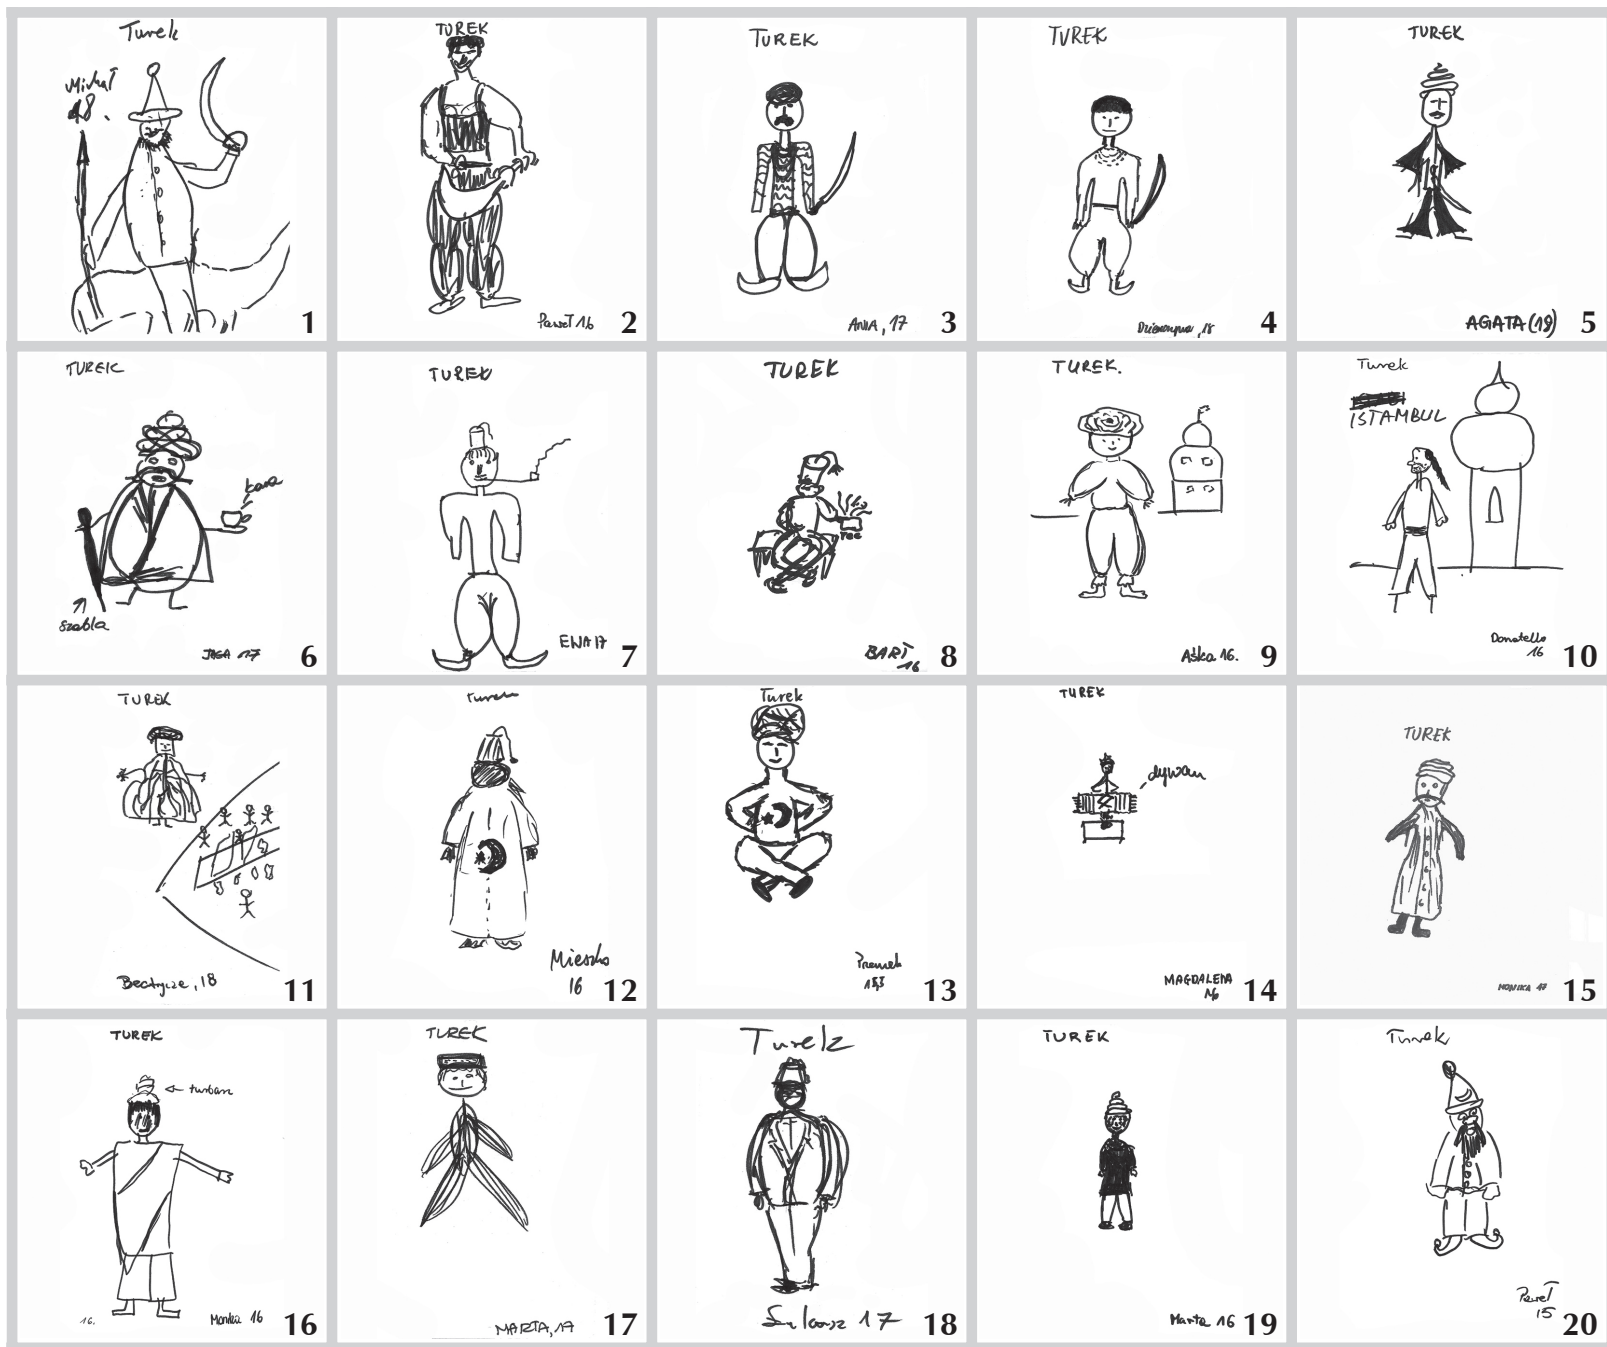 Turek
Michał
18.
1
TUREK
Paweł 16
2
TUREK
ANIA, 17
3
TUREK
4
TUREK
AGATA (18)
5
TUREK
kawa
szabla
JAGA 17
6
TUREK
EWA 17
7
TUREK
BART
16
8
TUREK.
Aśka 16.
9
Turek
ISTAMBUL
Donatello
16
10
TUREK
Beatrycze, 18
11
Turek
Mieszko
16
12
Turek
Przemek
13
TUREK
dywan
MAGDALENA
16
14
TUREK
MONIKA 17
15
TUREK
← turban
16.
Monika 16
16
TUREK
MARTA, 17
17
Turek
Łukasz 17
18
TUREK
Marta 16
19
Turek
Paweł
15
20